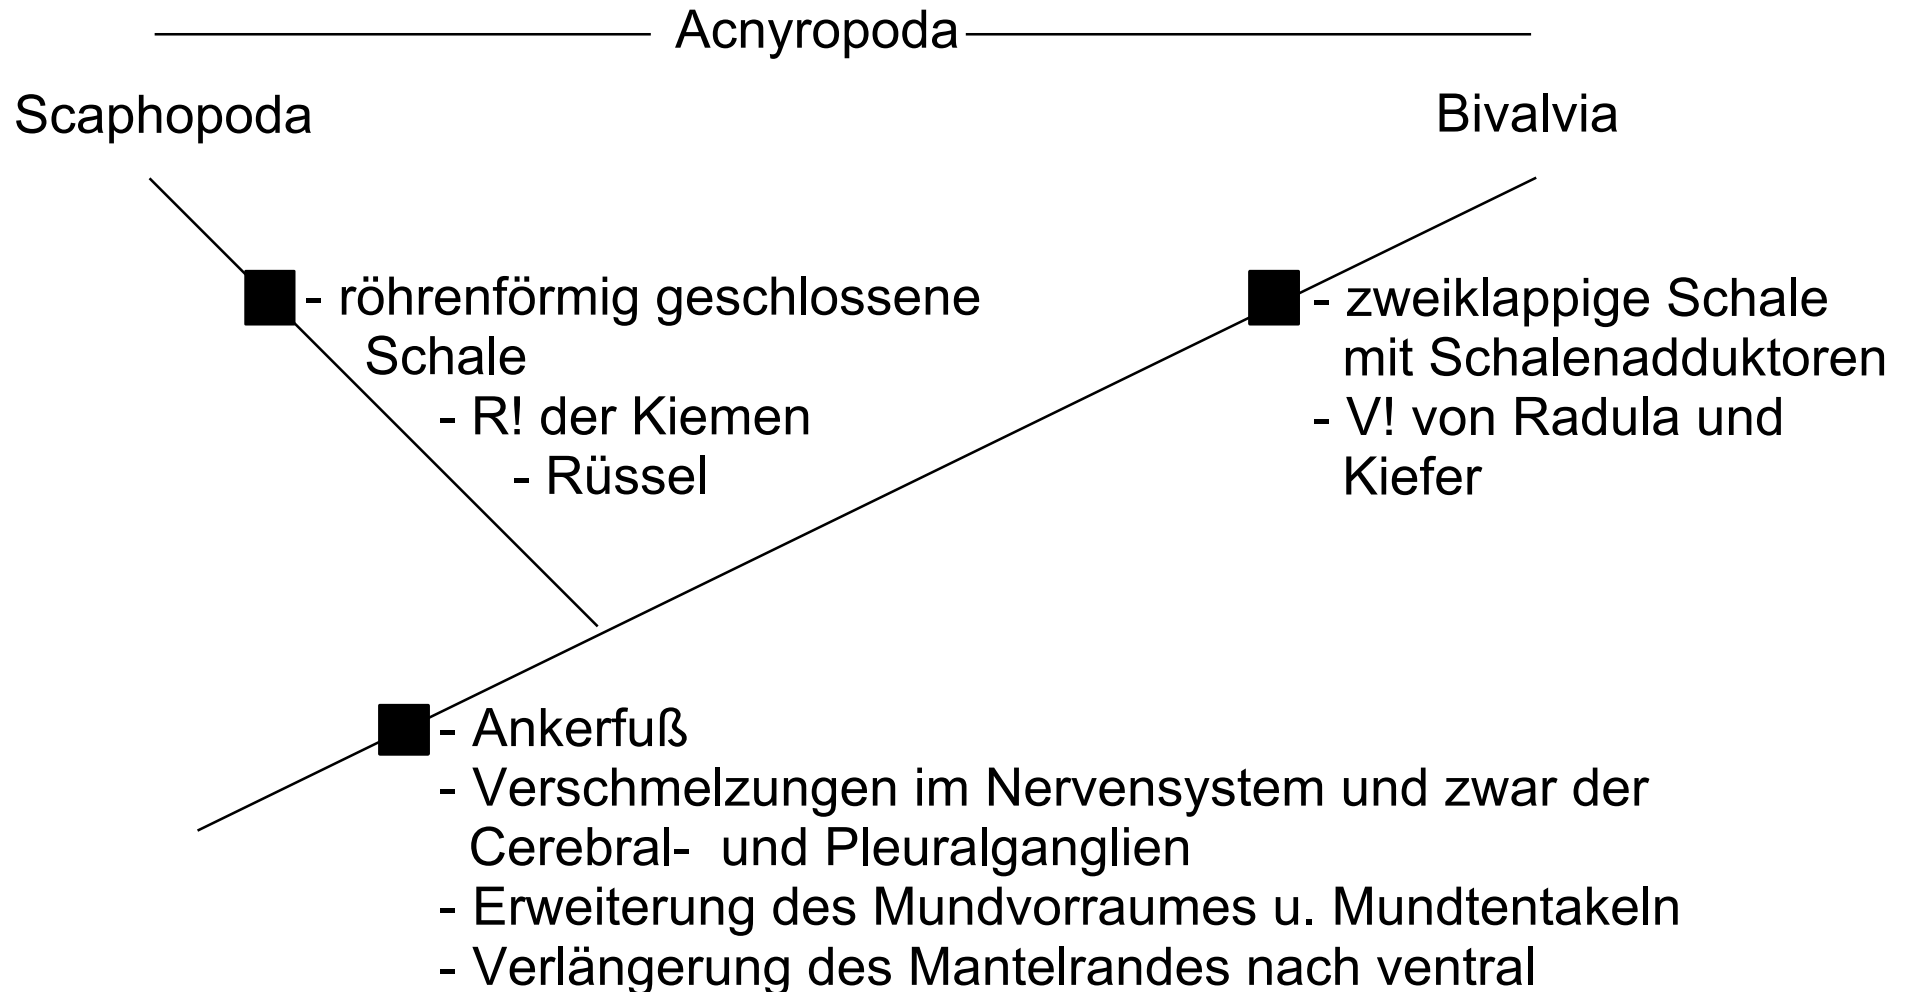 Acnyropoda
Scaphopoda
Bivalvia
- röhrenförmig geschlossene
Schale
- R! der Kiemen
- Rüssel
- zweiklappige Schale
mit Schalenadduktoren
- V! von Radula und
Kiefer
- Ankerfuß
- Verschmelzungen im Nervensystem und zwar der
Cerebral- und Pleuralganglien
- Erweiterung des Mundvorraumes u. Mundtentakeln
- Verlängerung des Mantelrandes nach ventral